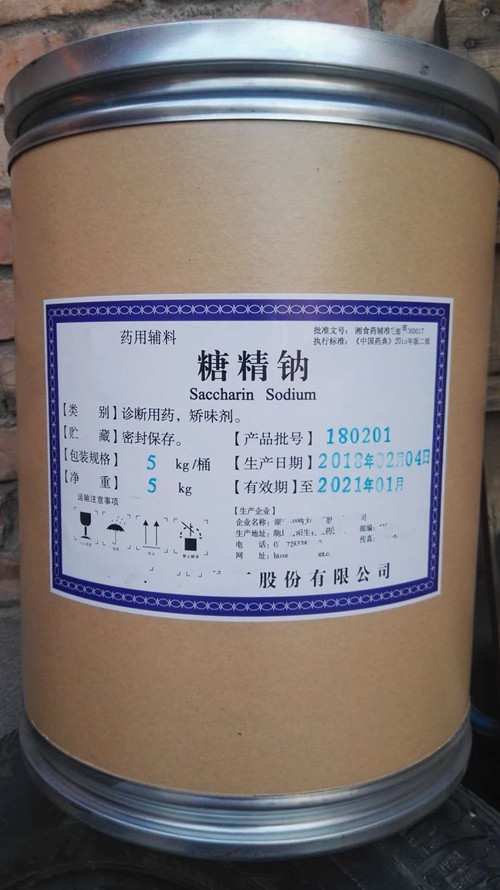 药用辅料
批准文号：湘食药辅准
执行标准：《中国药典》年版二部
糖精钠
Saccharin Sodium
【类 别】诊断用药，矫味剂。
【贮 藏】密封保存。
【产品批号】180201
【包装规格】 5 kg/桶
【生产日期】2018年02月04日
【净 重】 5 kg
【有效期】至2021年01月
运输注意事项
【生产企业】
企业名称：
生产地址：
邮编：
电 话：
传真：
网 址：
股份有限公司